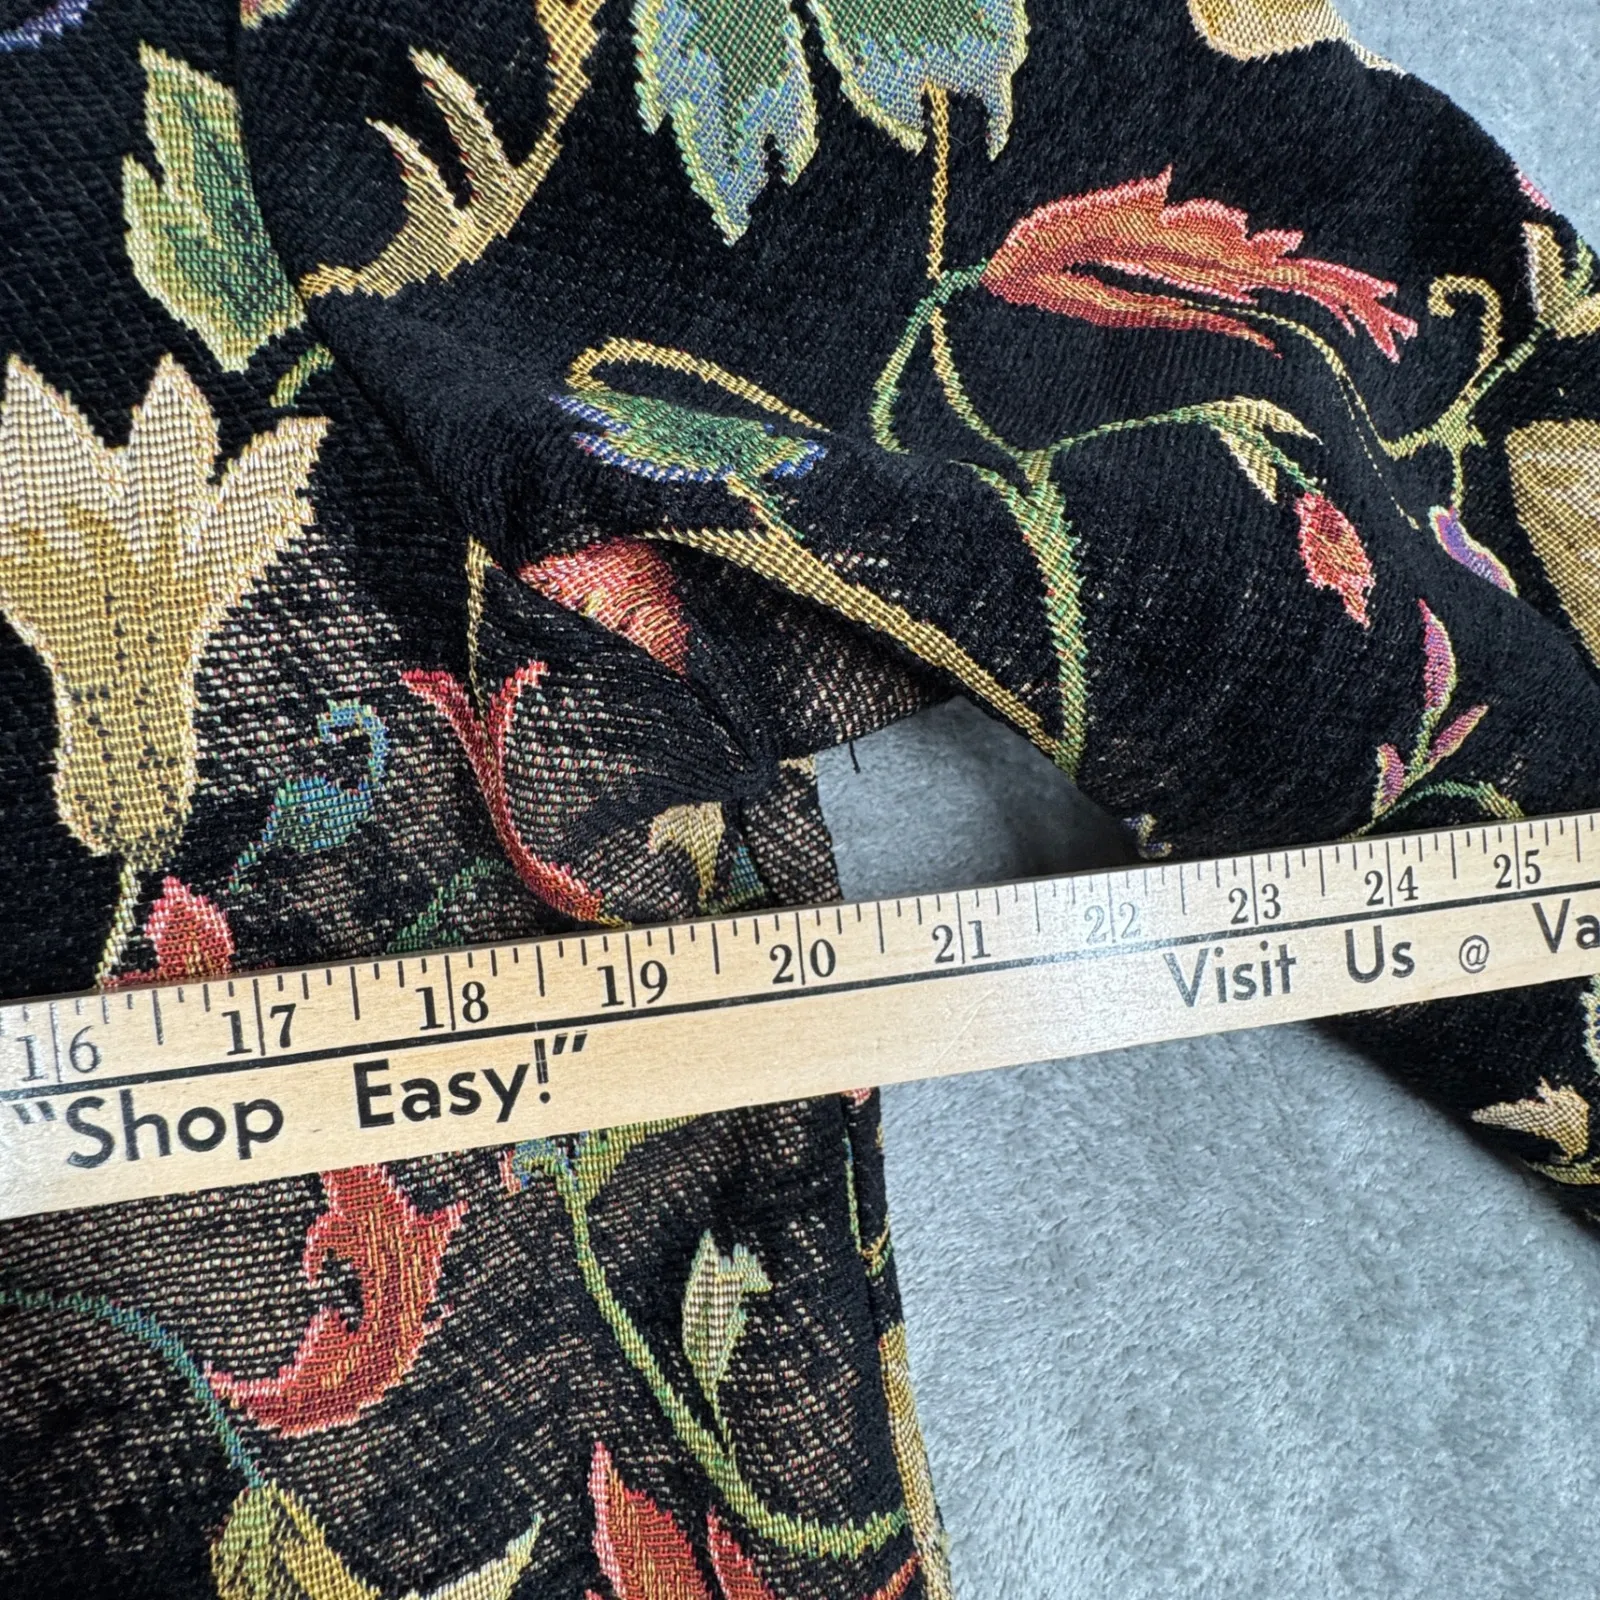 16 17 18 19 20 21 22 23 24 25
"Shop Easy!" Visit Us @ Va